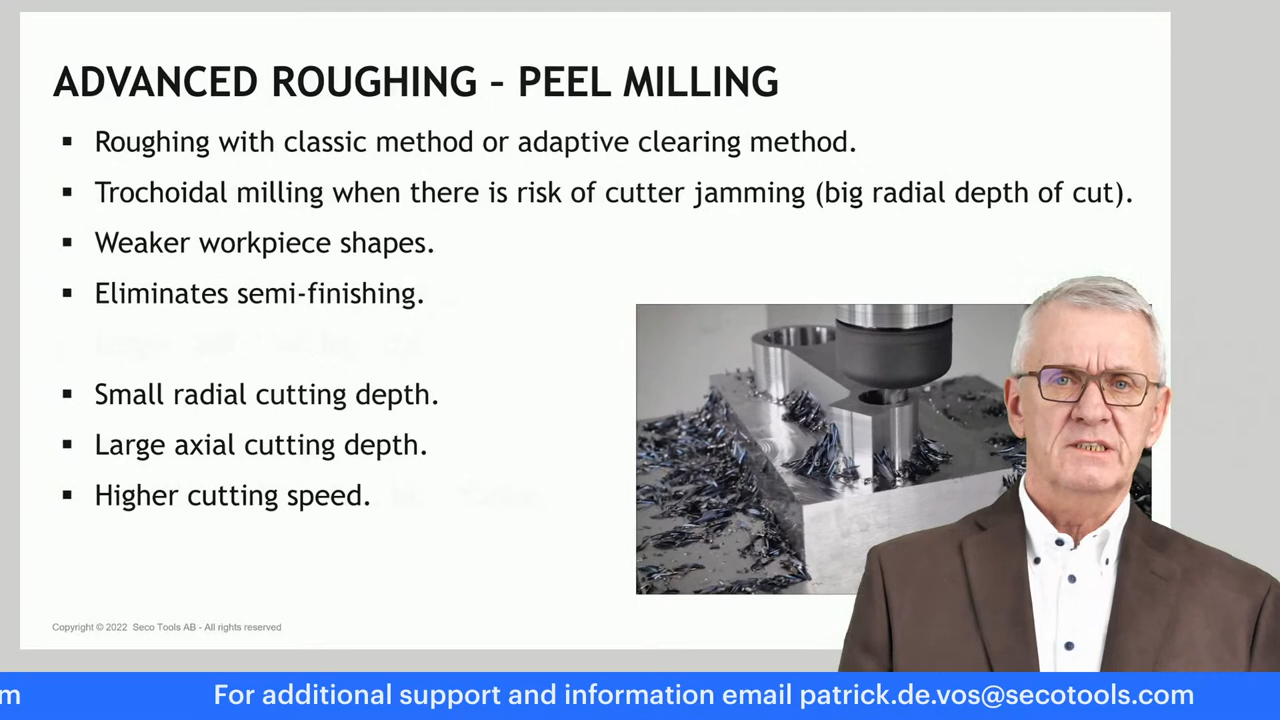 ADVANCED ROUGHING – PEEL MILLING
▪ Roughing with classic method or adaptive clearing method.
▪ Trochoidal milling when there is risk of cutter jamming (big radial depth of cut).
▪ Weaker workpiece shapes.
▪ Eliminates semi-finishing.
▪ Small radial cutting depth.
▪ Large axial cutting depth.
▪ Higher cutting speed.
Copyright © 2022 Seco Tools AB - All rights reserved
m For additional support and information email patrick.de.vos@secotools.com